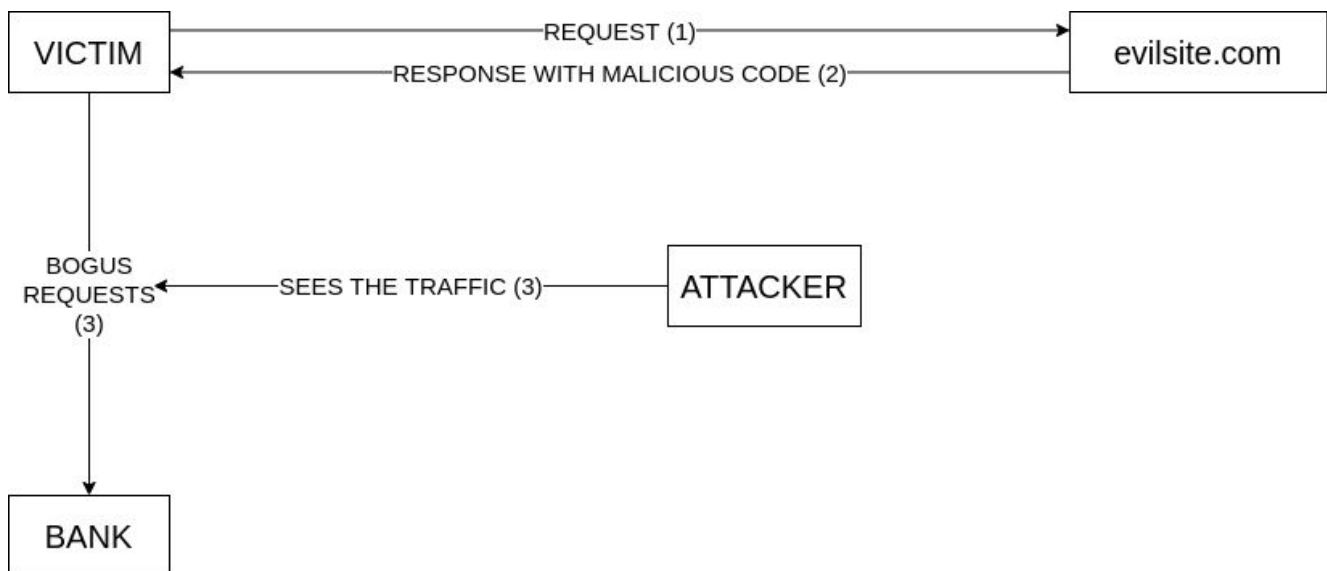 VICTIM
REQUEST (1)
evilsite.com
RESPONSE WITH MALICIOUS CODE (2)
BOGUS
REQUESTS
(3)
SEES THE TRAFFIC (3)
ATTACKER
BANK